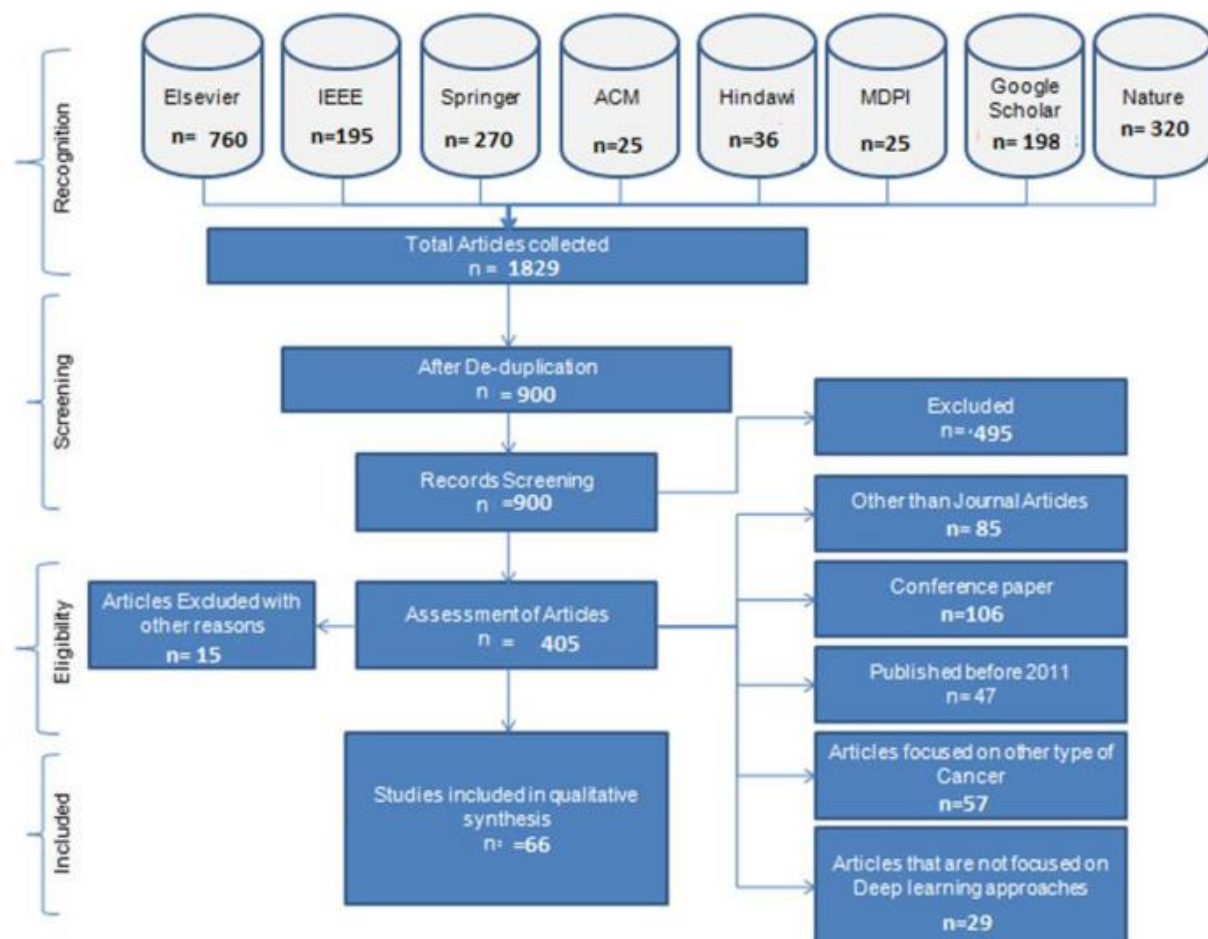 Recognition
Elsevier
n= 760
IEEE
n=195
Springer
n= 270
ACM
n=25
Hindawi
n=36
MDPI
n=25
Google
Scholar
n= 198
Nature
n= 320
Total Articles collected
n = 1829
Screening
After De-duplication
n = 900
Excluded
n=·495
Records Screening
n =900
Other than Journal Articles
n= 85
Eligibility
Articles Excluded with
other reasons
n= 15
Assessment of Articles
n = 405
Conference paper
n=106
Published before 2011
n= 47
Included
Studies included in qualitative
synthesis
n= =66
Articles focused on other type of
Cancer
n=57
Articles that are not focused on
Deep learning approaches
n=29